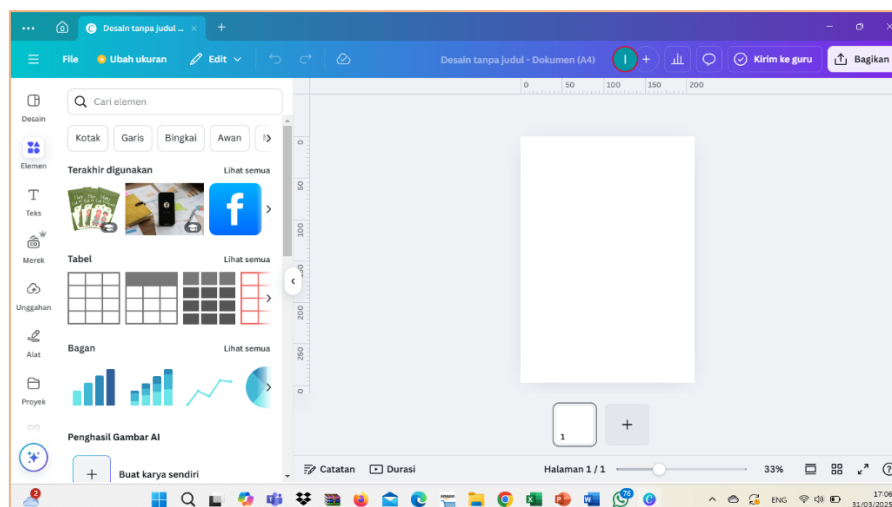 Desain tanpa judul ...
File
Ubah ukuran
Edit
Desain tanpa judul - Dokumen (A4)
I
Kirim ke guru
Bagikan
Desain
Elemen
Teks
Merek
Unggahan
Alat
Proyek
Cari elemen
Kotak
Garis
Bingkai
Awan
Terakhir digunakan
Lihat semua
Tabel
Lihat semua
Bagan
Lihat semua
Penghasil Gambar AI
Buat karya sendiri
0 50 100 150 200
0
50
100
200
250
0
1
Catatan
Durasi
Halaman 1 / 1
33%
2
76
ENG
17:06
31/03/2025